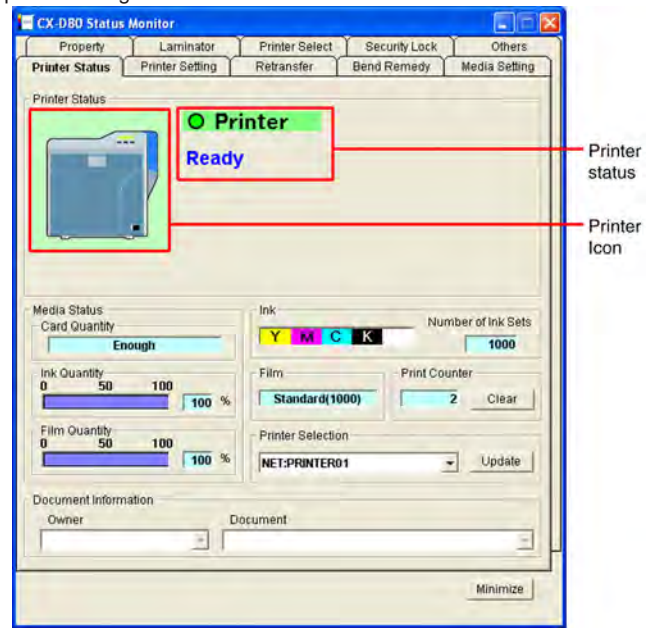 CX-D80 Status Monitor
Property Laminator Printer Select Security Lock Others
Printer Status Printer Setting Retransfer Bend Remedy Media Setting
Printer Status
Printer
Ready
Printer
status
Printer
Icon
Media Status
Card Quantity
Enough
Ink
Y M C K
Number of Ink Sets
1000
Ink Quantity
0 50 100
100 %
Film
Standard(1000)
Print Counter
2 Clear
Film Quantity
0 50 100
100 %
Printer Selection
NET:PRINTER01 Update
Document Information
Owner Document
Minimize